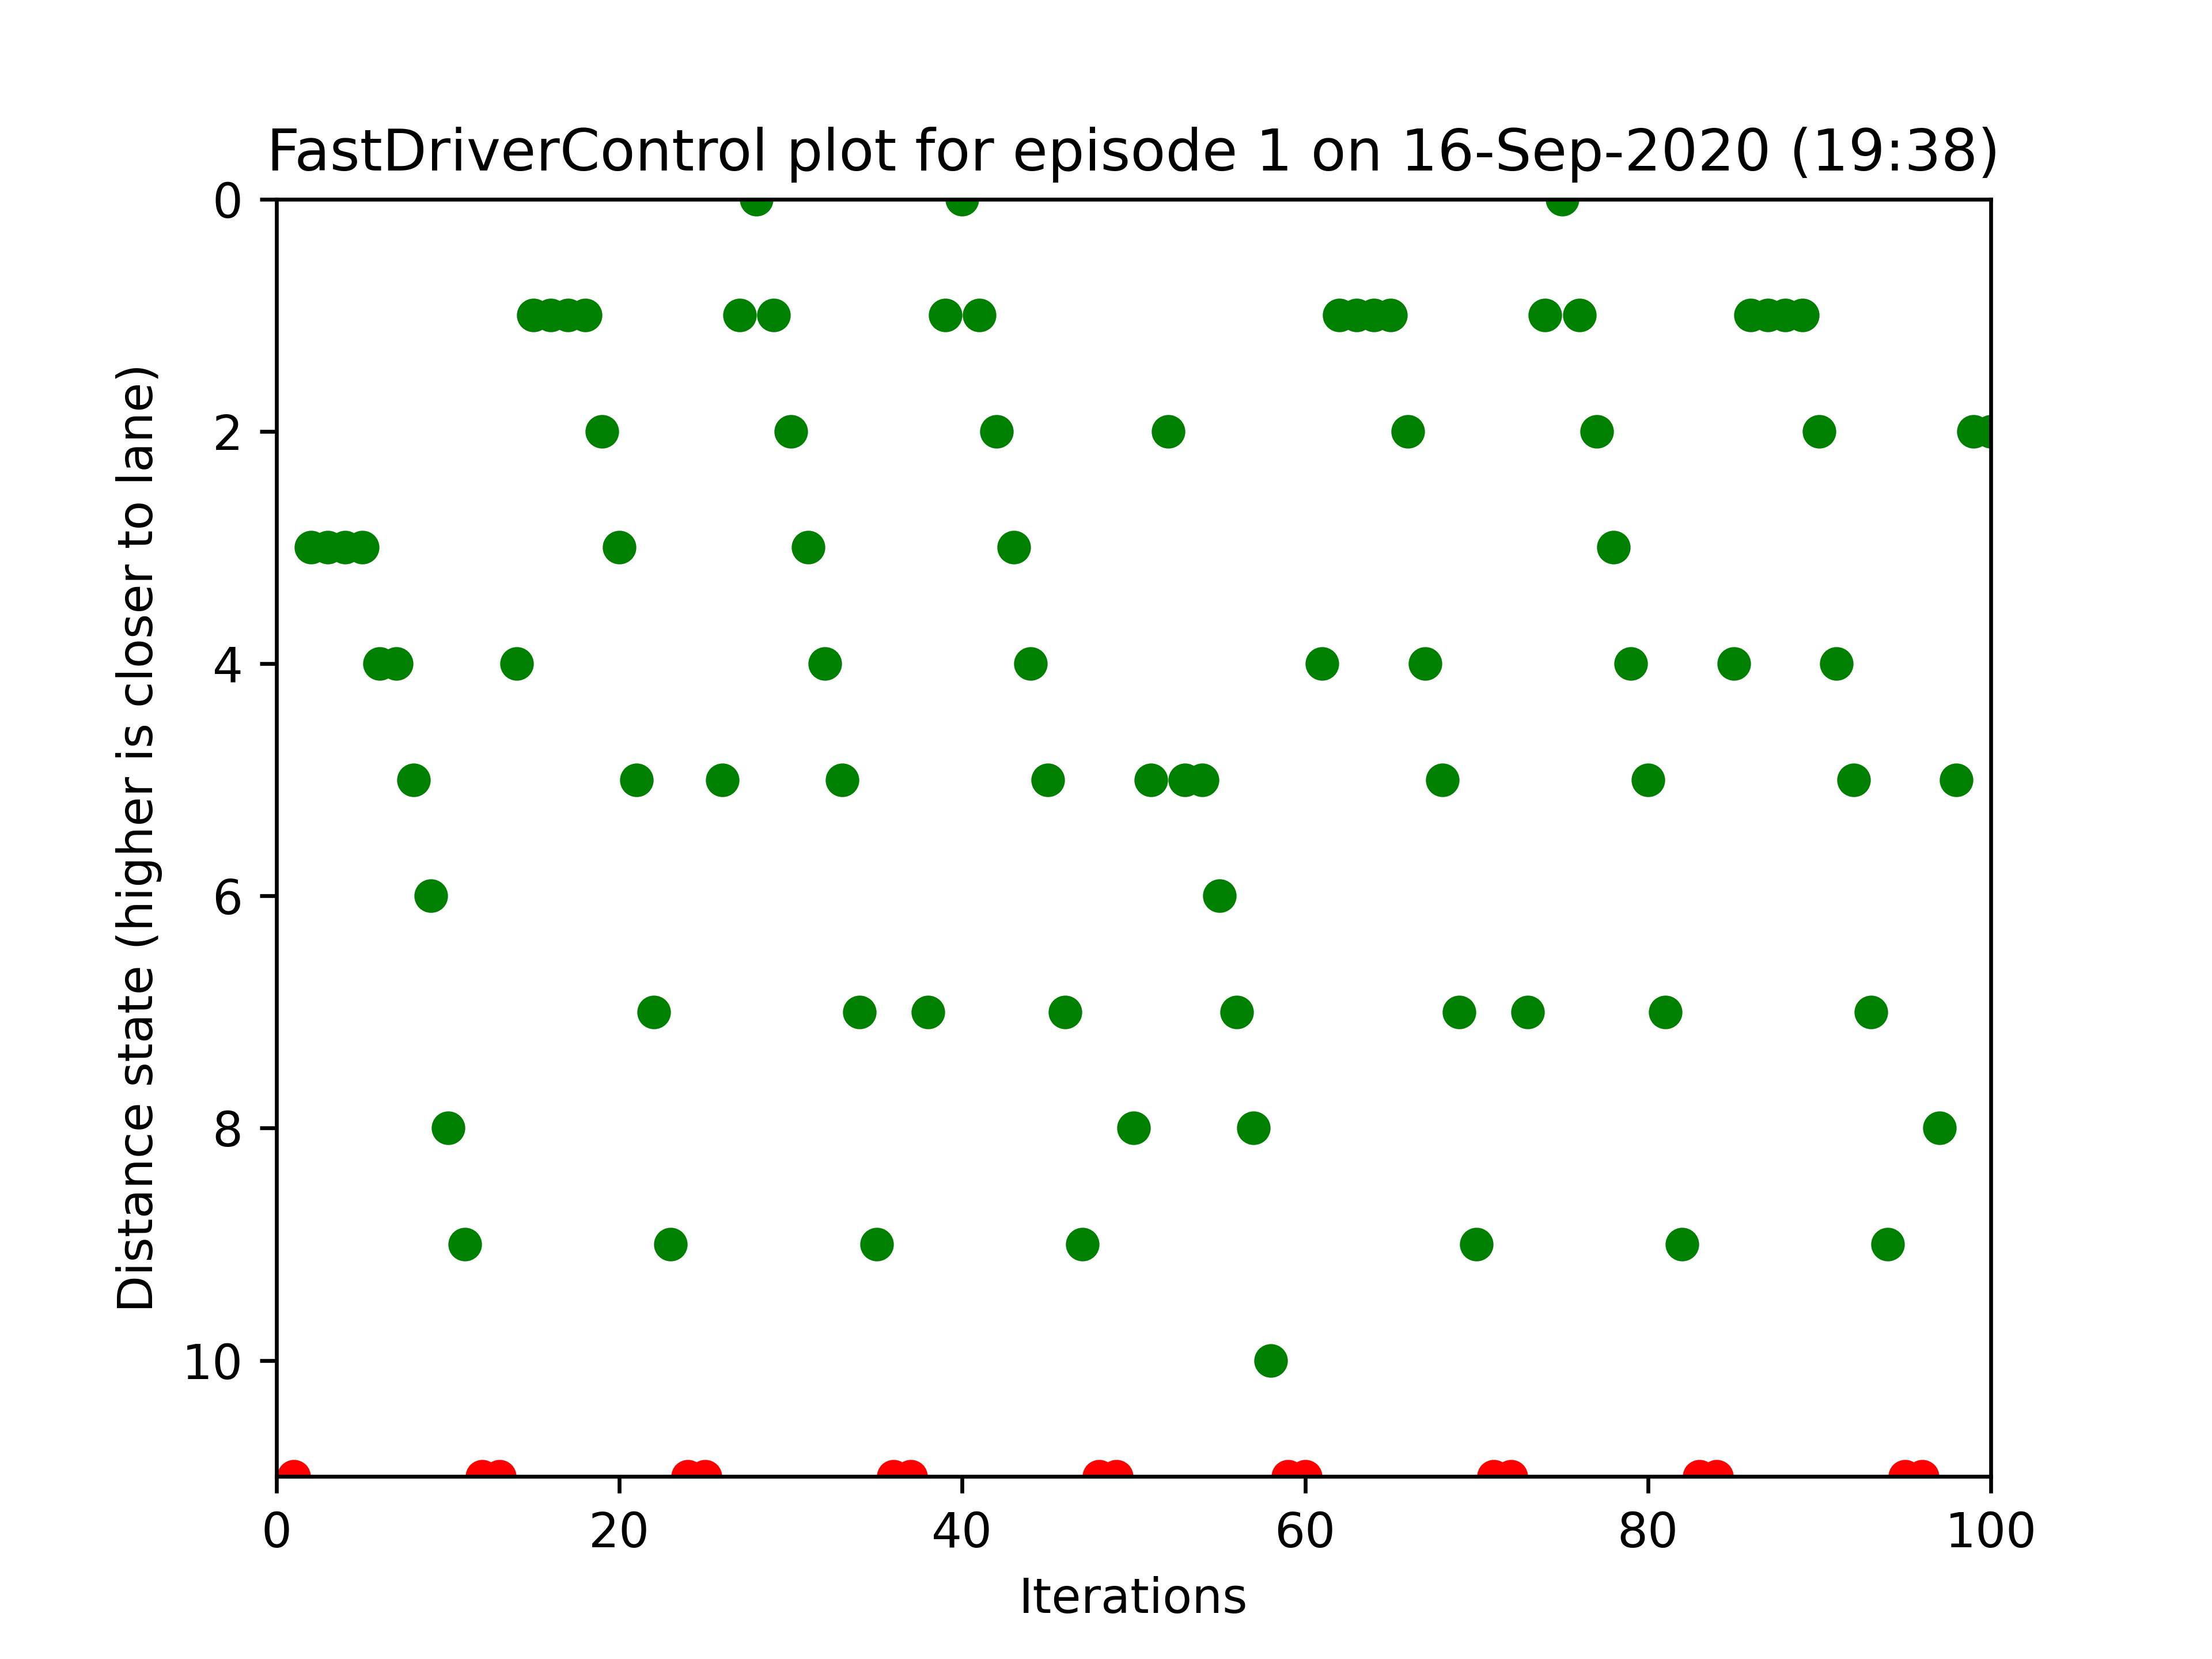 FastDriverControl plot for episode 1 on 16-Sep-2020 (19:38)
0
2
4
6
8
10
Distance state (higher is closer to lane)
0 20 40 60 80 100
Iterations